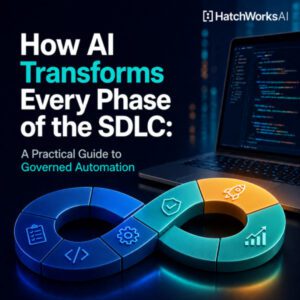 HatchWorksAI
How AI
Transforms
Every Phase
of the SDLC:
A Practical Guide to
Governed Automation